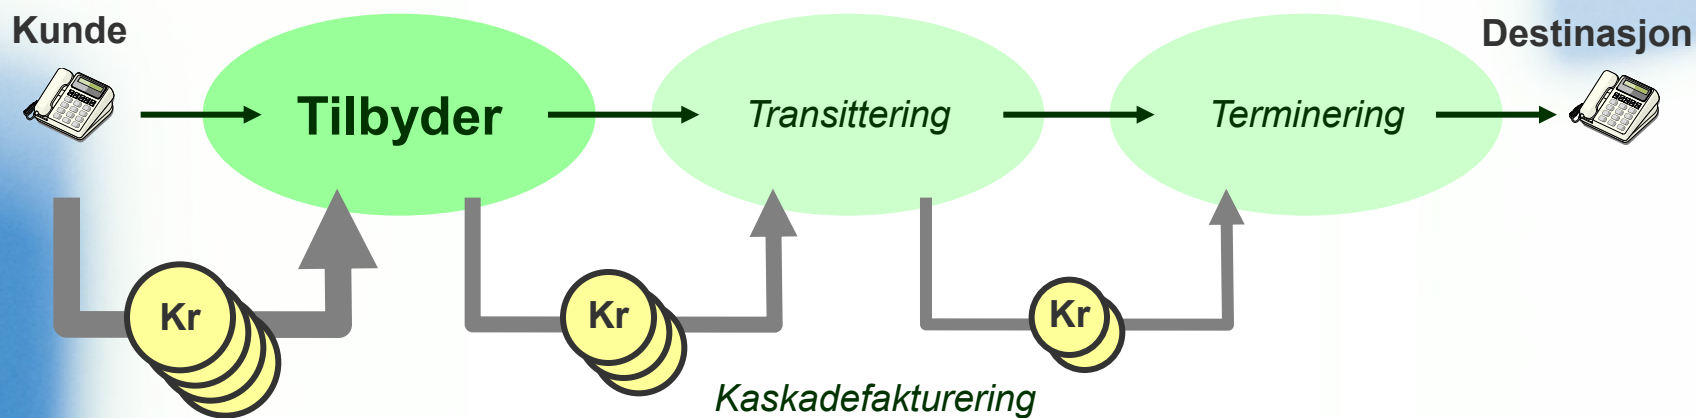 Kunde
Destinasjon
Tilbyder
Transittering
Terminering
Kr
Kr
Kr
Kaskadefakturering